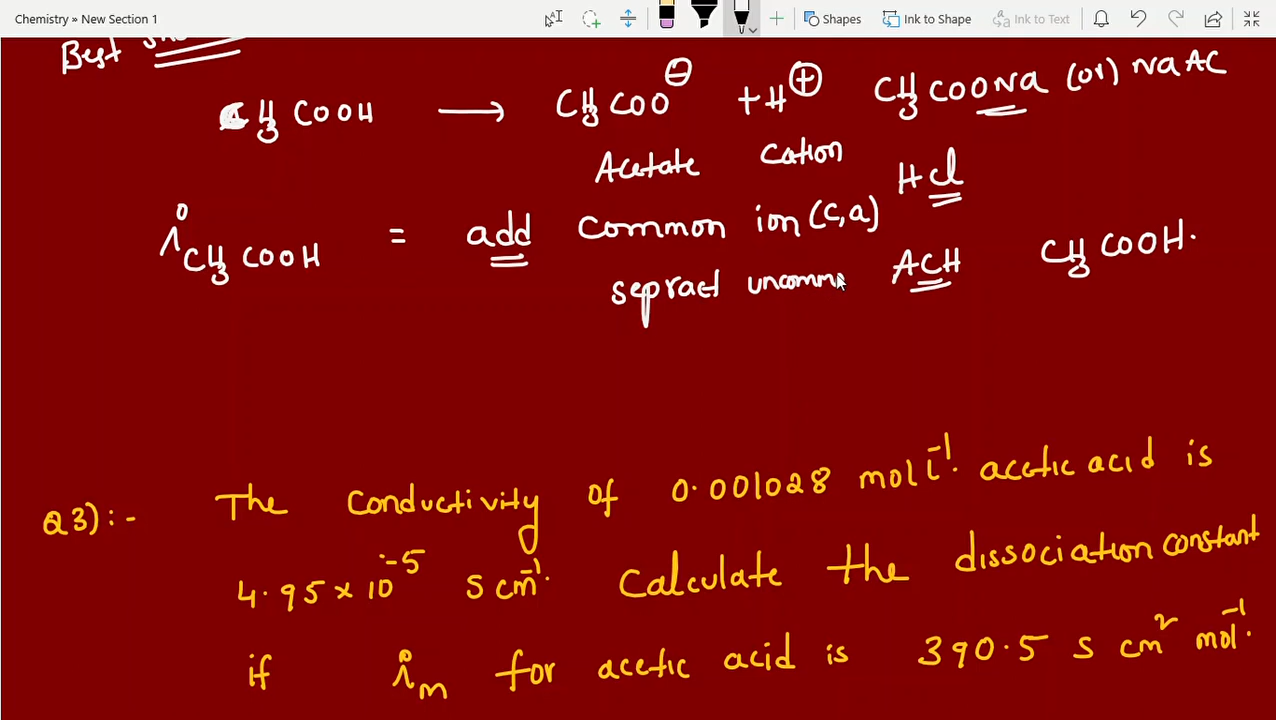 Chemistry » New Section 1
Shapes Ink to Shape Ink to Text
Best
CH3COOH → CH3COO⊖ + H⊕ CH3COONa (or) NaAC
Acetate Cation
HCl
λ°CH3COOH = add Common ion (C,a)
sepract uncomm ACH CH3COOH.
Q3):- The Conductivity of 0.001028 mol l⁻¹. acetic acid is
4.95 x 10⁻⁵ S cm⁻¹. Calculate the dissociation constant
if λ°m for acetic acid is 390.5 S cm² mol⁻¹.